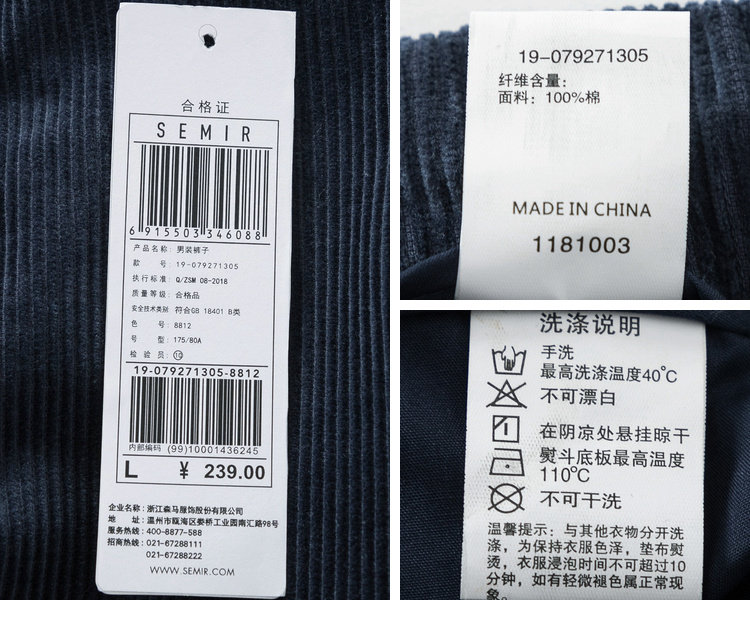 合格证
SEMIR
6 915503 346088
产品名称: 男装裤子
款 号: 19-079271305
执行标准: Q/ZSM 08-2018
质量等级: 合格品
安全技术类别 符合GB 18401 B类
色 号: 8812
号 型: 175/80A
检 验 员: ⑩
19-079271305-8812
内部编码 (99)10001436245
L ￥ 239.00
企业名称: 浙江森马服饰股份有限公司
地 址: 温州市瓯海区娄桥工业园南汇路98号
服务热线: 400-8877-588
招商热线: 021-67288111
021-67288222
WWW.SEMIR.COM
19-079271305
纤维含量:
面料: 100%棉
MADE IN CHINA
1181003
洗涤说明
手洗
最高洗涤温度40℃
不可漂白
在阴凉处悬挂晾干
熨斗底板最高温度
110℃
不可干洗
温馨提示: 与其他衣物分开洗
涤, 为保持衣服色泽, 垫布熨
烫, 衣服浸泡时间不可超过10
分钟, 如有轻微褪色属正常现
象。